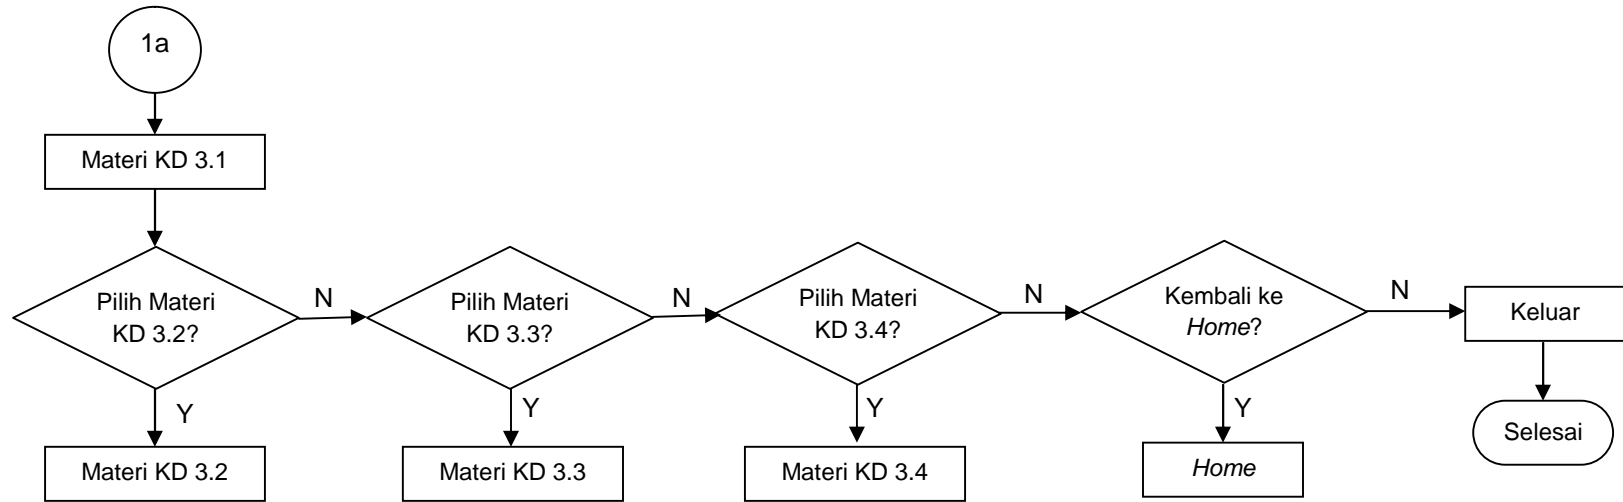 1a
Materi KD 3.1
Pilih Materi
KD 3.2?
N
Pilih Materi
KD 3.3?
N
Pilih Materi
KD 3.4?
N
Kembali ke
Home?
N
Keluar
Y
Y
Y
Y
Selesai
Materi KD 3.2
Materi KD 3.3
Materi KD 3.4
Home